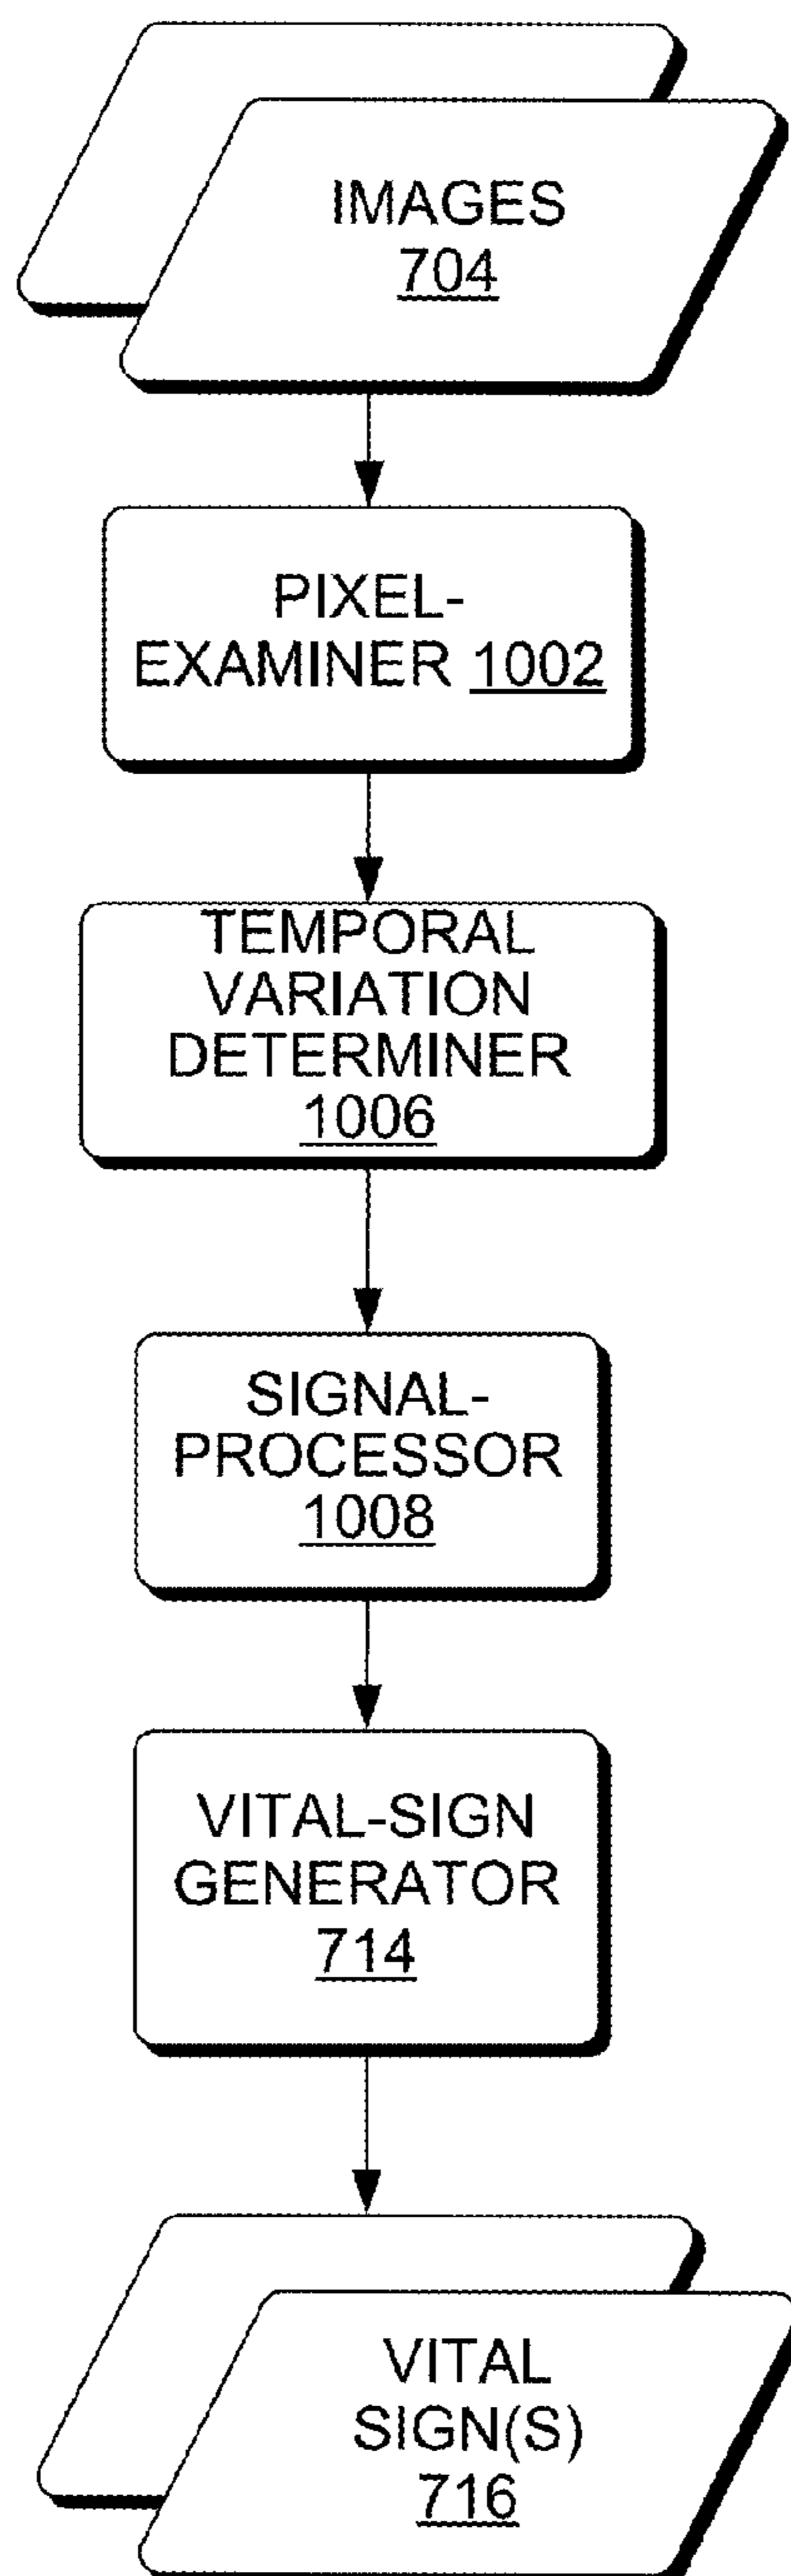 IMAGES
704
PIXEL-
EXAMINER 1002
TEMPORAL
VARIATION
DETERMINER
1006
SIGNAL-
PROCESSOR
1008
VITAL-SIGN
GENERATOR
714
VITAL
SIGN(S)
716